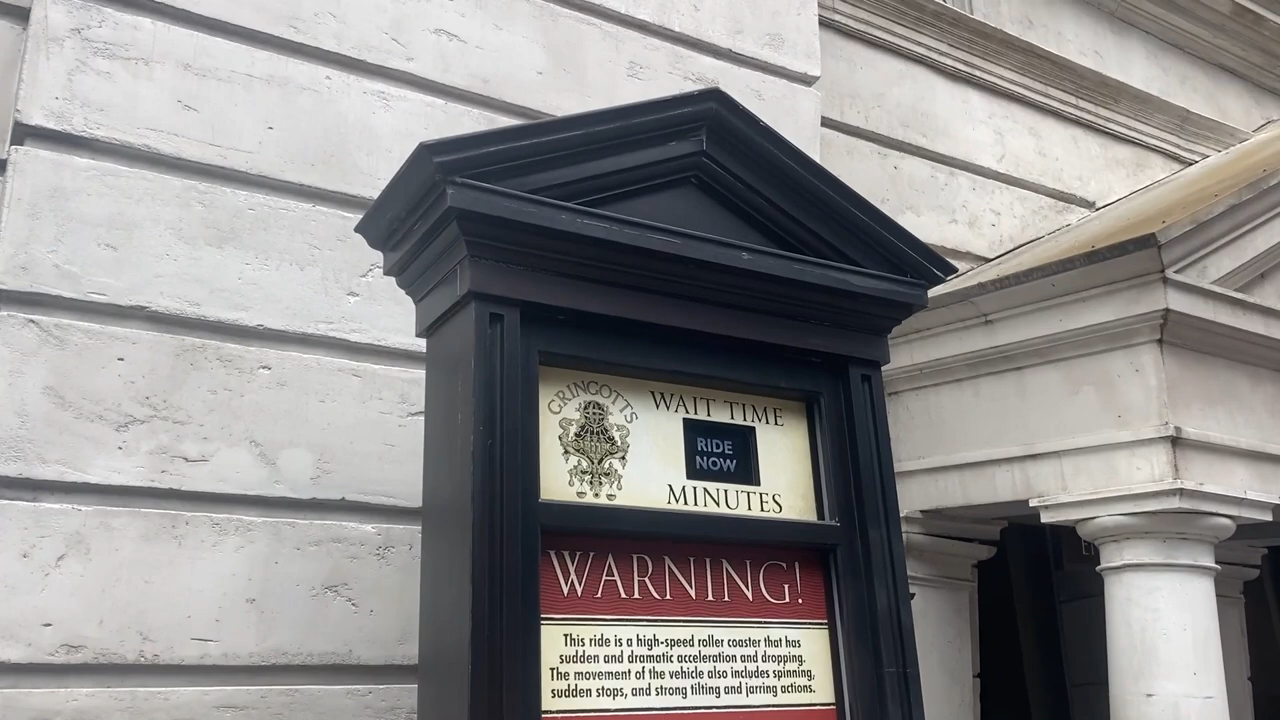 GRINGOTTS
WAIT TIME
RIDE
NOW
MINUTES
WARNING!
This ride is a high-speed roller coaster that has
sudden and dramatic acceleration and dropping.
The movement of the vehicle also includes spinning,
sudden stops, and strong tilting and jarring actions.